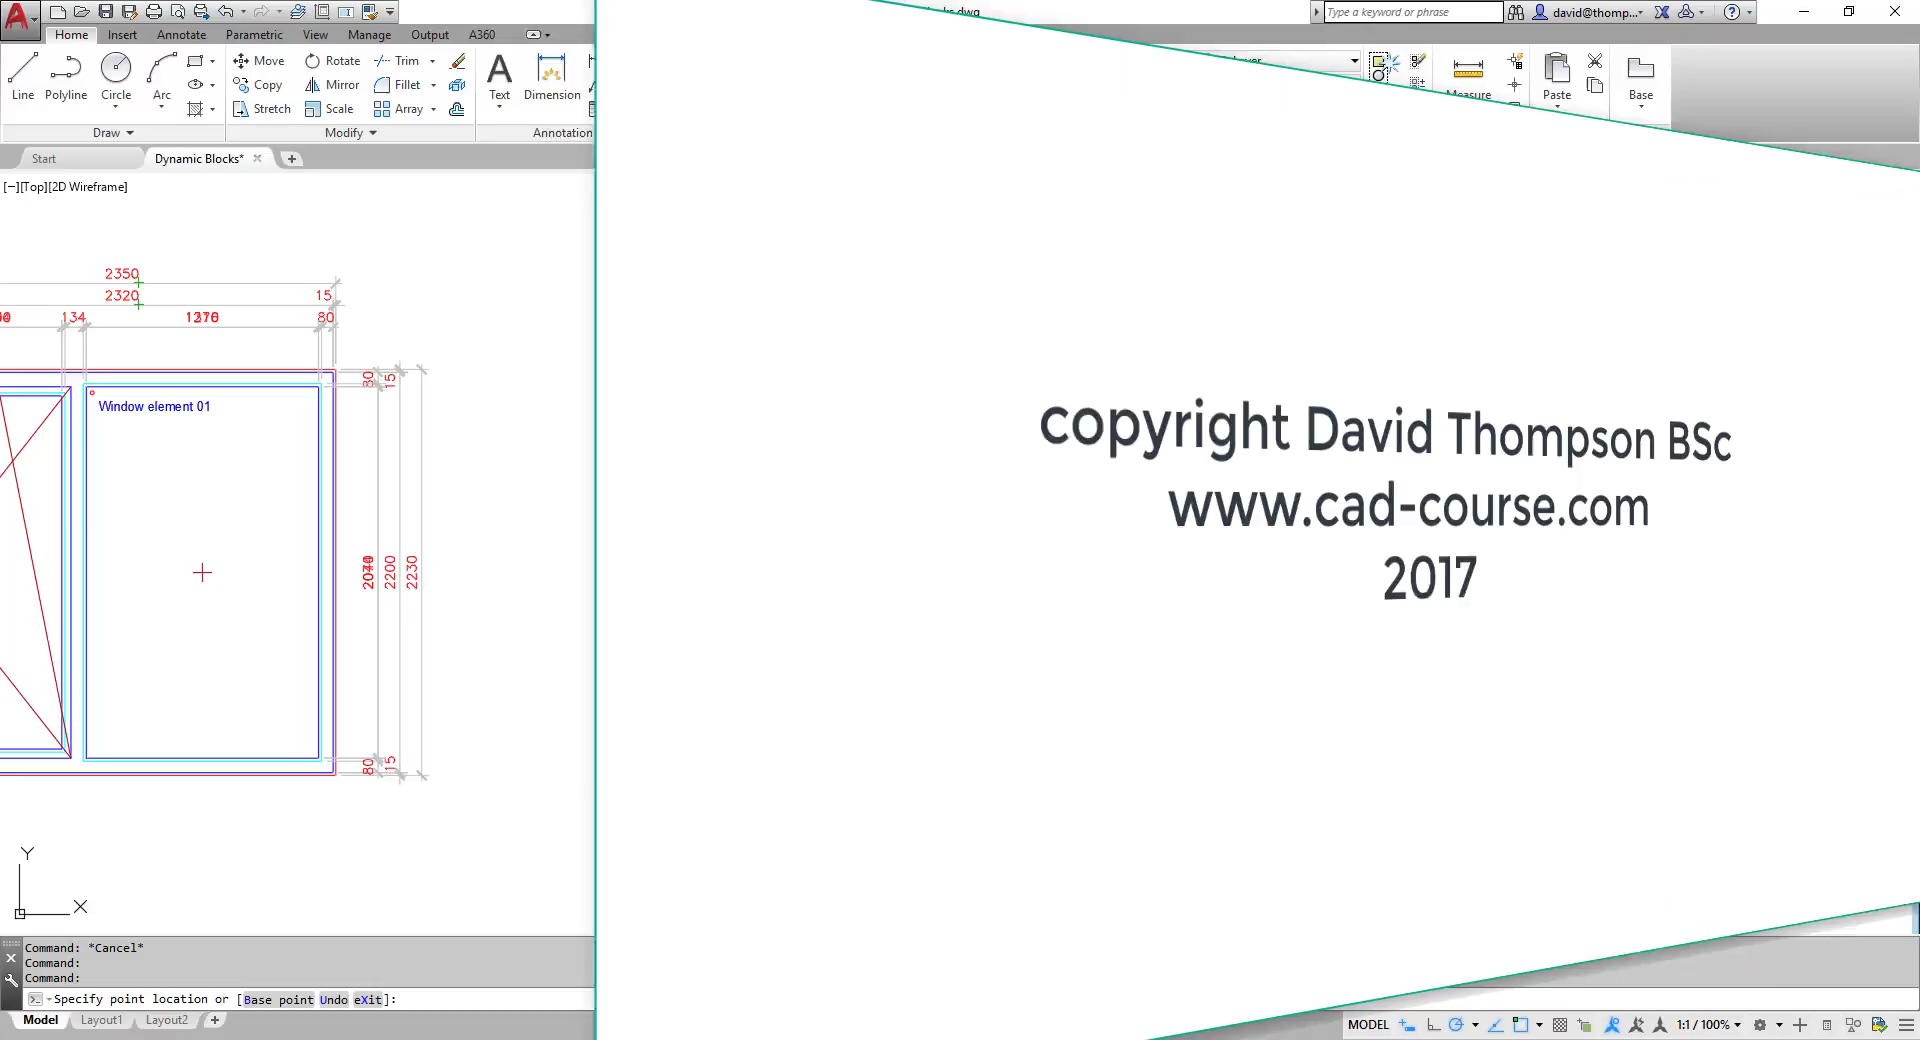 Type a keyword or phrase
david@thomp...
Home Insert Annotate Parametric View Manage Output A360
Line Polyline Circle Arc
Move Rotate Trim
Copy Mirror Fillet
Stretch Scale Array
Text Dimension
Measure Paste Base
Draw Modify Annotation
Start Dynamic Blocks*
[−][Top][2D Wireframe]
2350
2320 15
134 80
80 15
Window element 01
2200 2230
80 15
copyright David Thompson BSc
www.cad-course.com
2017
Y
X
Command: *Cancel*
Command:
Command:
Specify point location or [Base point Undo eXit]:
Model Layout1 Layout2
MODEL 1:1 / 100%